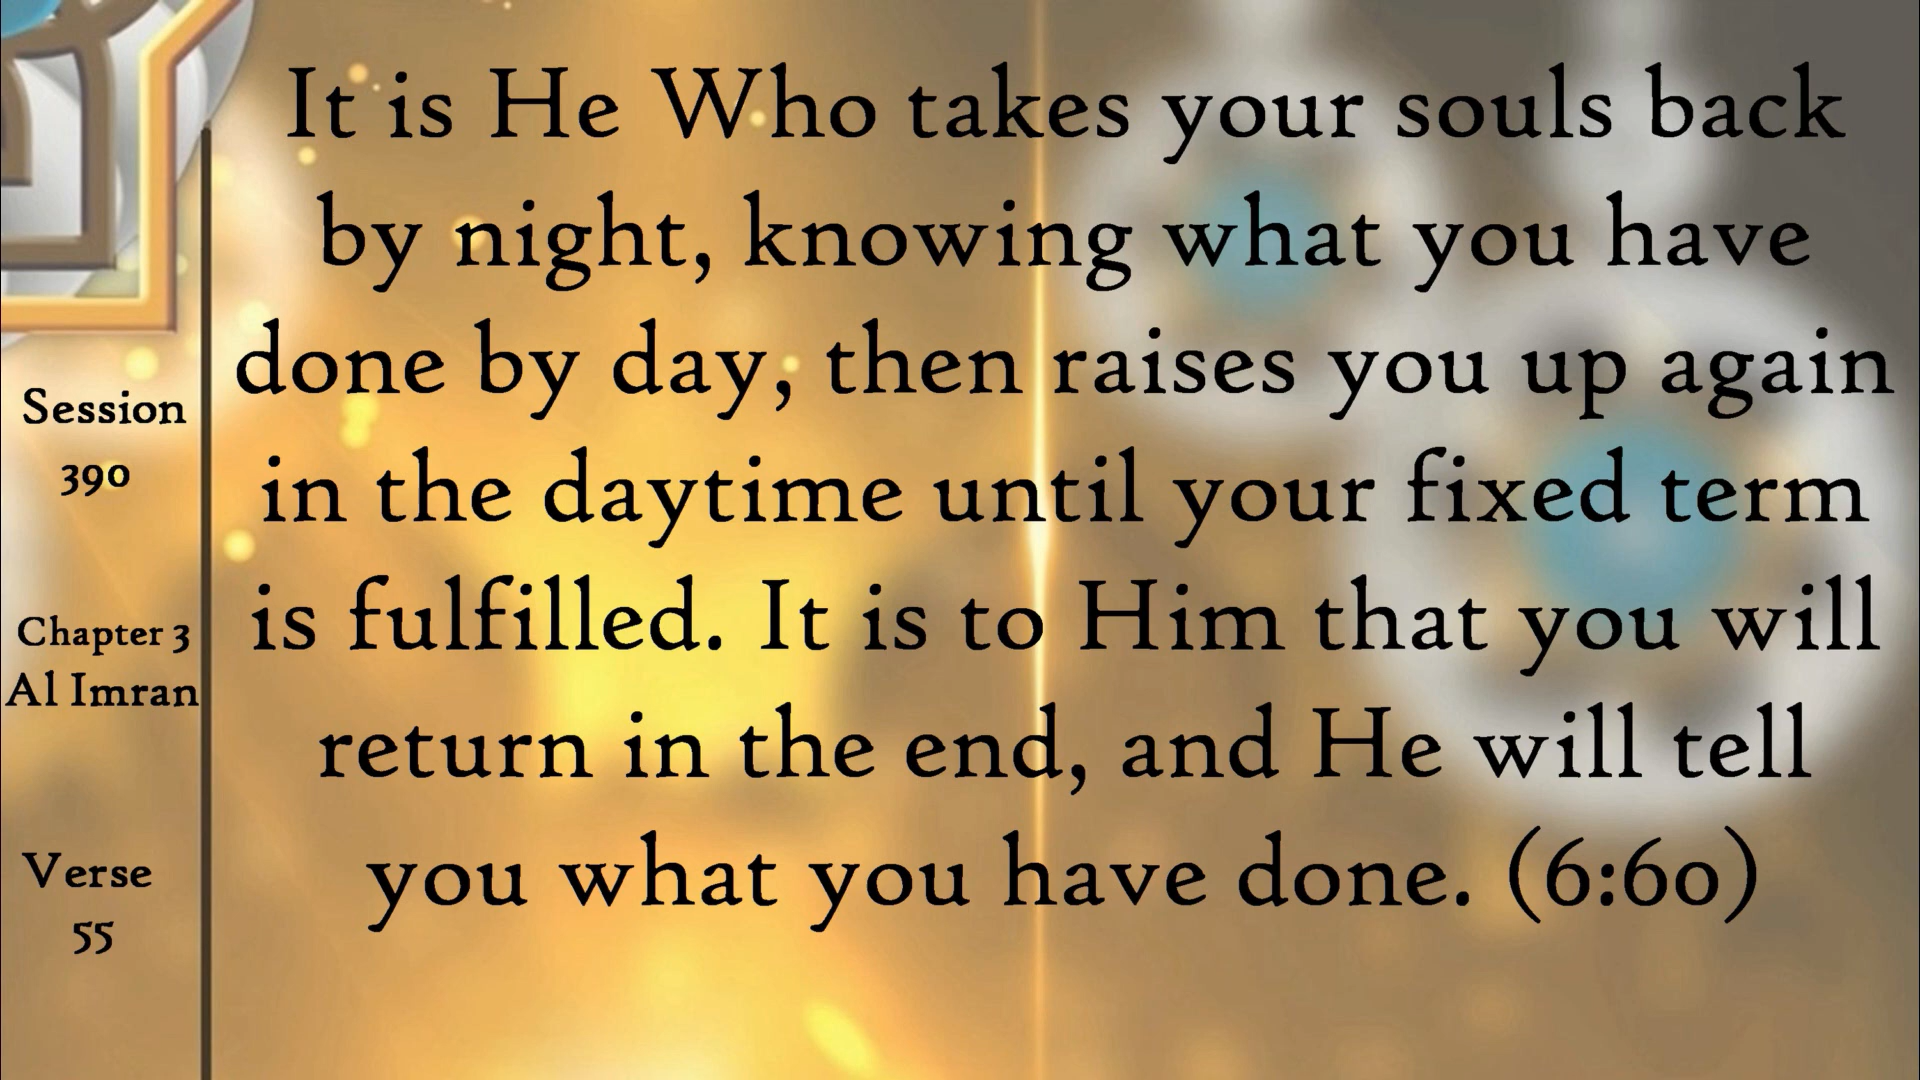 It is He Who takes your souls back
by night, knowing what you have
done by day, then raises you up again
in the daytime until your fixed term
is fulfilled. It is to Him that you will
return in the end, and He will tell
you what you have done. (6:60)
Session
390
Chapter 3
Al Imran
Verse
55